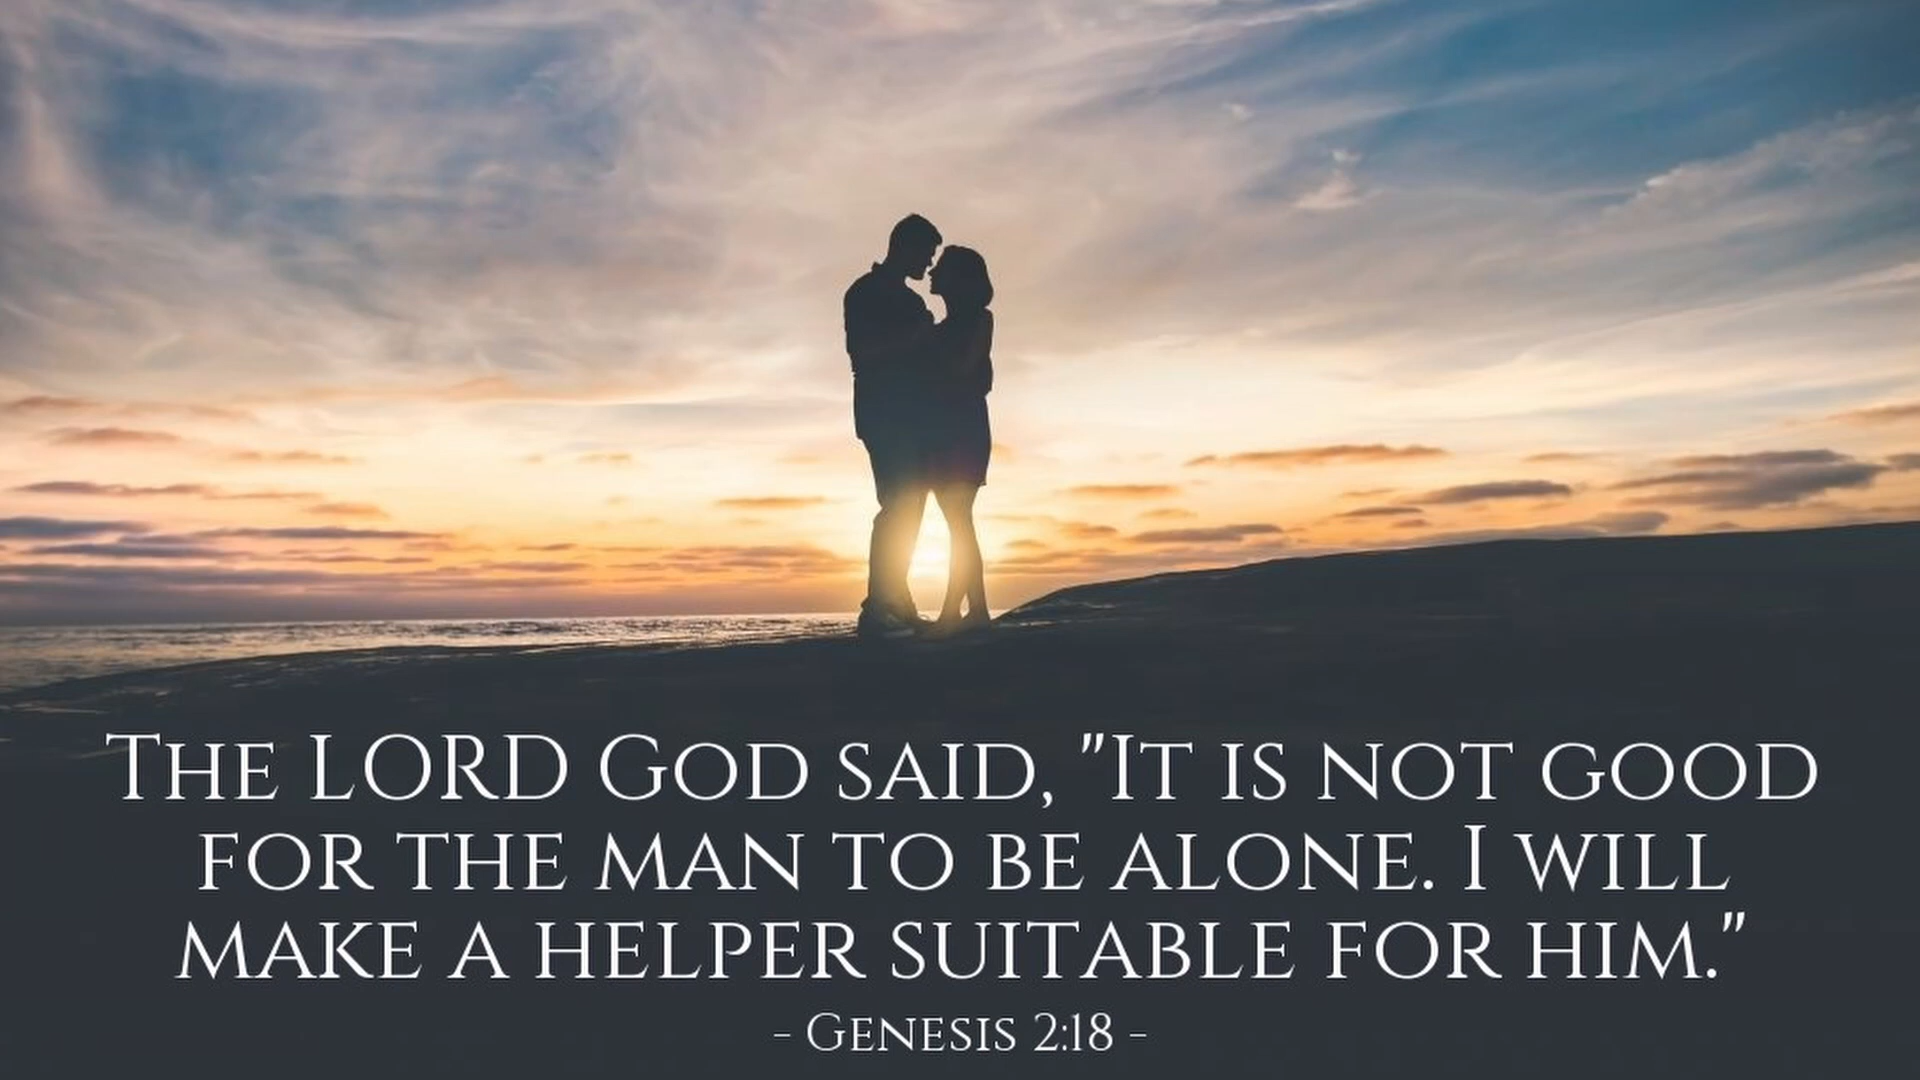 The LORD God said, "It is not good
for the man to be alone. I will
make a helper suitable for him."
- Genesis 2:18 -